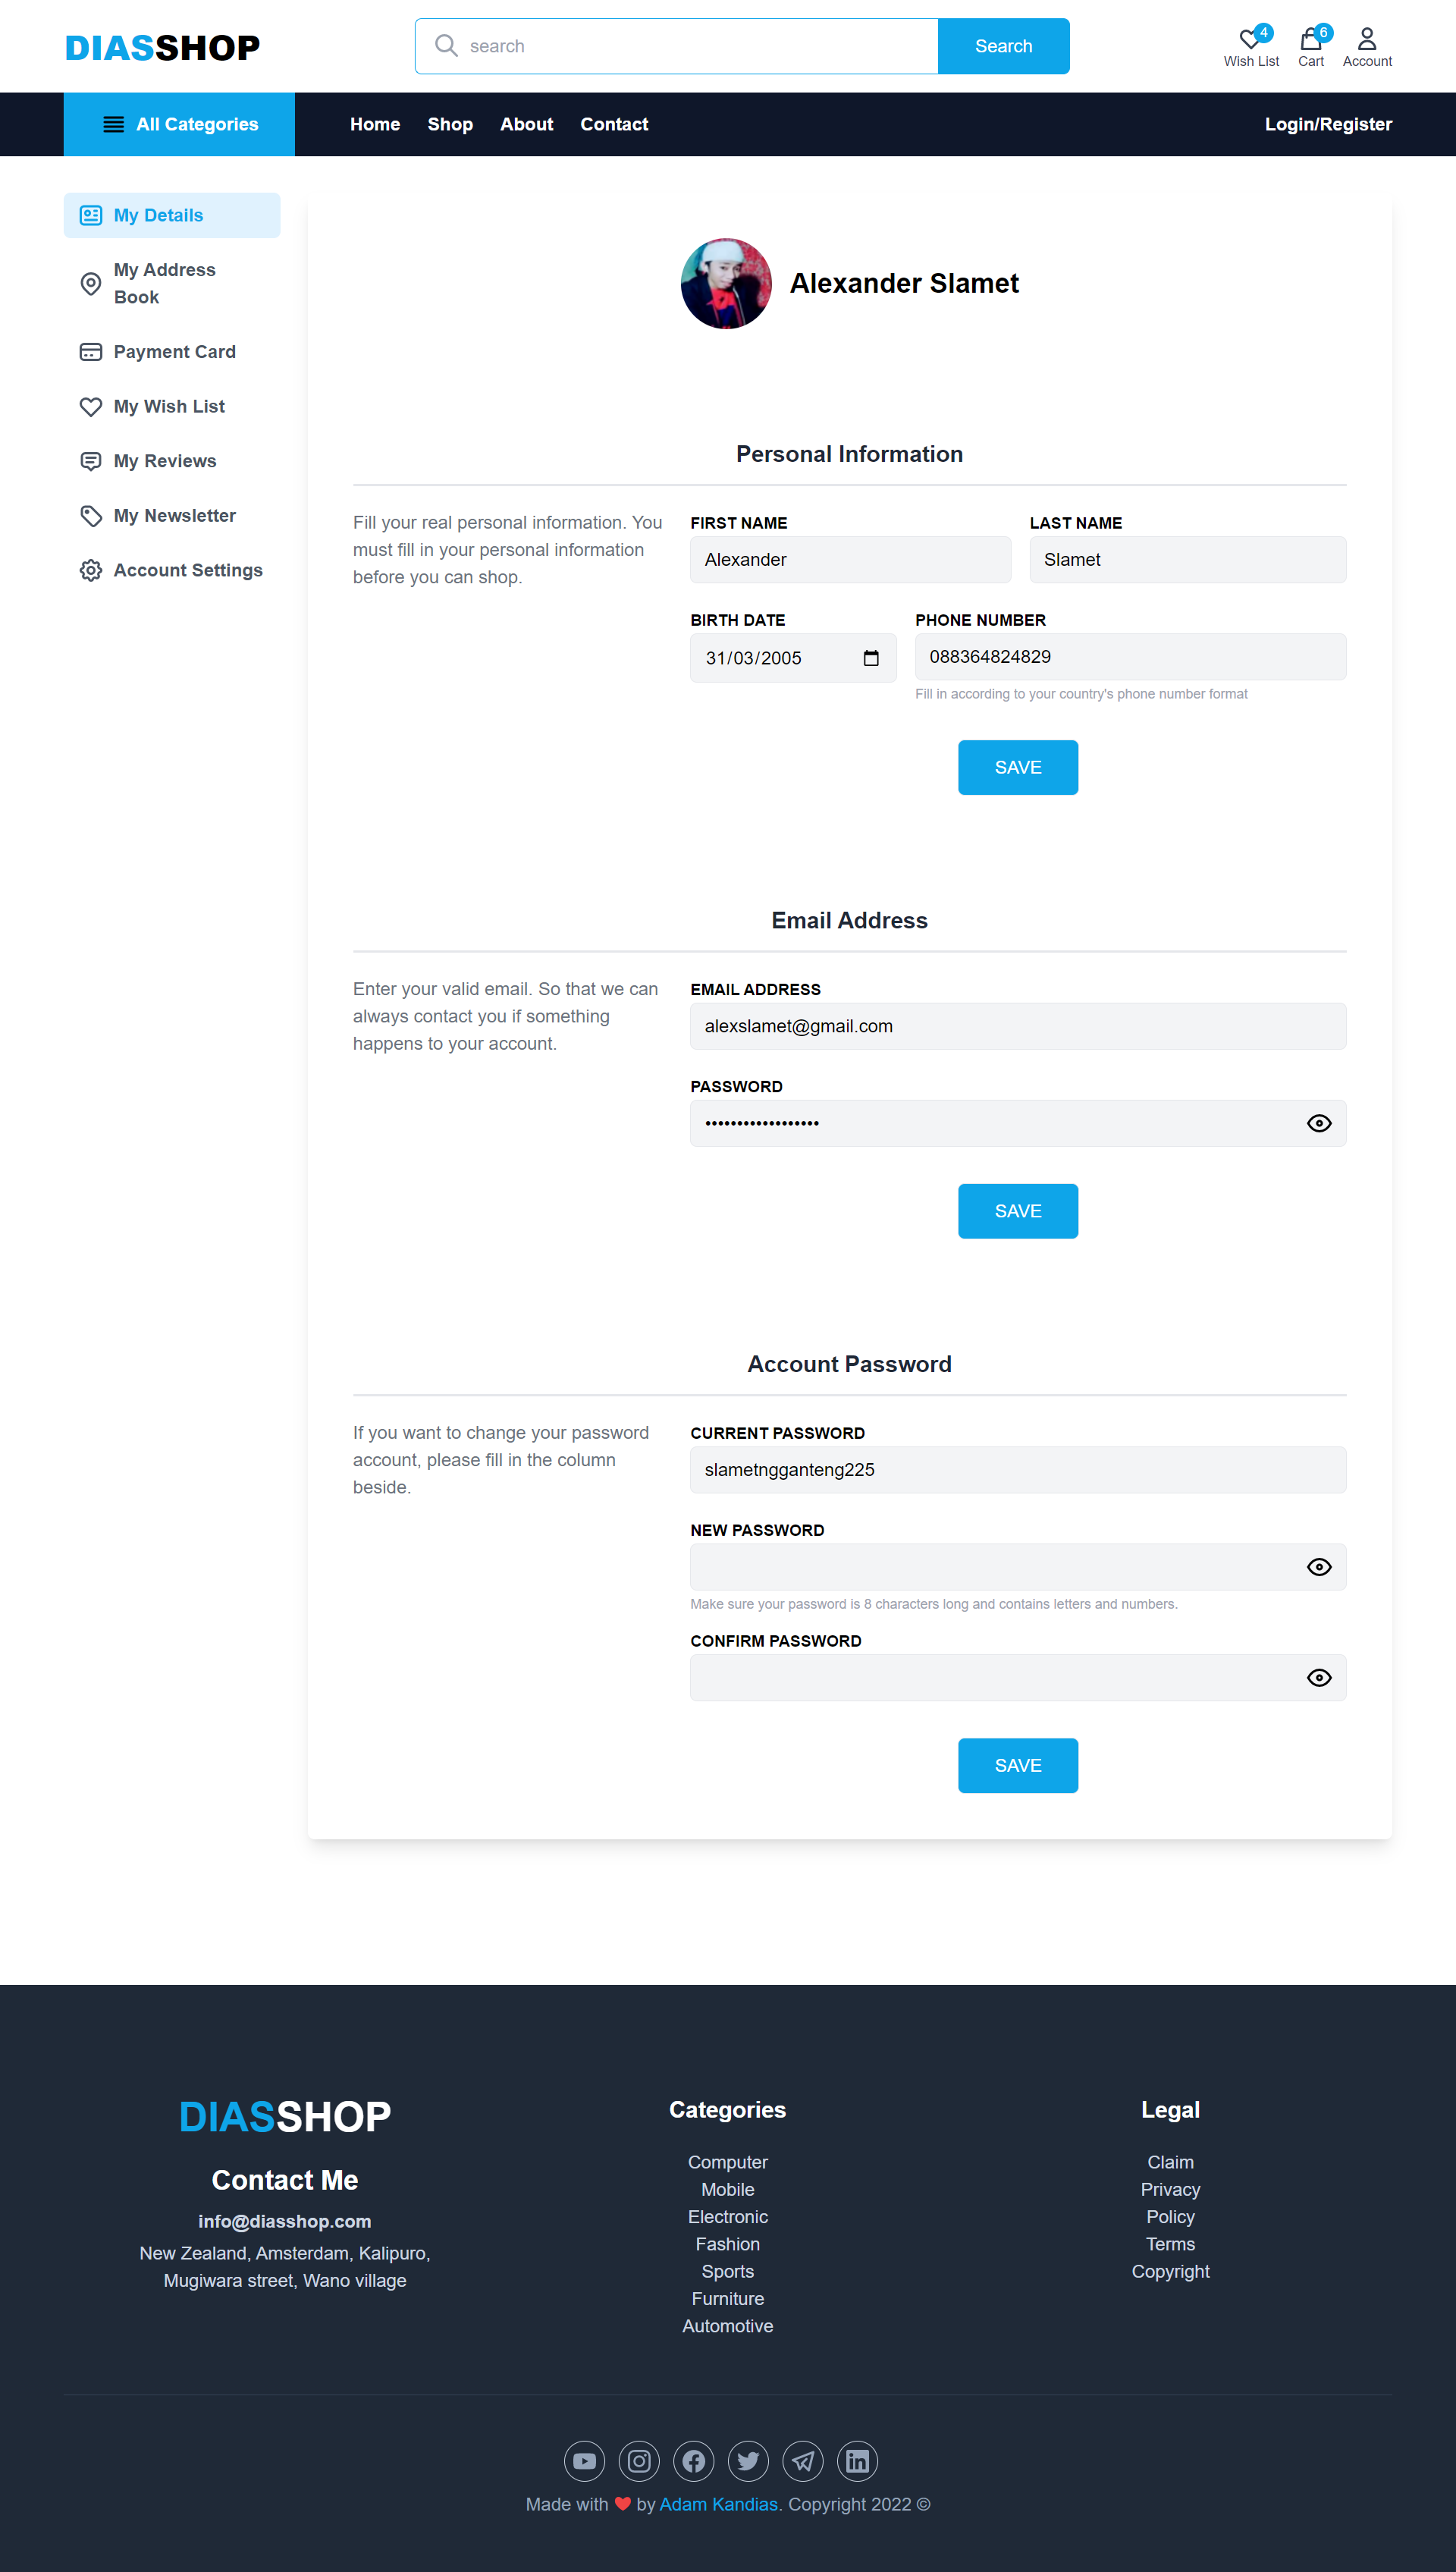 DIASSHOP
search
Search
4
6
Wish List
Cart
Account
All Categories
Home
Shop
About
Contact
Login/Register
My Details
My Address
Book
Payment Card
My Wish List
My Reviews
My Newsletter
Account Settings
Alexander Slamet
Personal Information
Fill your real personal information. You
must fill in your personal information
before you can shop.
FIRST NAME
Alexander
LAST NAME
Slamet
BIRTH DATE
31/03/2005
PHONE NUMBER
088364824829
Fill in according to your country's phone number format
SAVE
Email Address
Enter your valid email. So that we can
always contact you if something
happens to your account.
EMAIL ADDRESS
alexslamet@gmail.com
PASSWORD
••••••••••••••••••
SAVE
Account Password
If you want to change your password
account, please fill in the column
beside.
CURRENT PASSWORD
slametngganteng225
NEW PASSWORD
Make sure your password is 8 characters long and contains letters and numbers.
CONFIRM PASSWORD
SAVE
DIASSHOP
Contact Me
info@diasshop.com
New Zealand, Amsterdam, Kalipuro,
Mugiwara street, Wano village
Categories
Computer
Mobile
Electronic
Fashion
Sports
Furniture
Automotive
Legal
Claim
Privacy
Policy
Terms
Copyright
Made with ❤ by Adam Kandias. Copyright 2022 ©